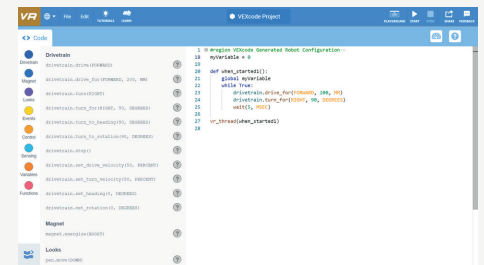 VR
File
Edit
TUTORIALS
LEARN
VEXcode Project
PLAYGROUND
START
STEP
SHARE
FEEDBACK
<> Code
Drivetrain
Magnet
Looks
Events
Control
Sensing
Variables
Functions
Drivetrain
drivetrain.drive(FORWARD)
drivetrain.drive_for(FORWARD, 200, MM)
drivetrain.turn(RIGHT)
drivetrain.turn_for(RIGHT, 90, DEGREES)
drivetrain.turn_to_heading(90, DEGREES)
drivetrain.turn_to_rotation(90, DEGREES)
drivetrain.stop()
drivetrain.set_drive_velocity(50, PERCENT)
drivetrain.set_turn_velocity(50, PERCENT)
drivetrain.set_heading(0, DEGREES)
drivetrain.set_rotation(0, DEGREES)
Magnet
magnet.energize(BOOST)
Looks
pen.move(DOWN)
1 #region VEXcode Generated Robot Configuration
18 myVariable = 0
19
20 def when_started1():
21 global myVariable
22 while True:
23 drivetrain.drive_for(FORWARD, 200, MM)
24 drivetrain.turn_for(RIGHT, 90, DEGREES)
25 wait(5, MSEC)
26
27 vr_thread(when_started1)
28